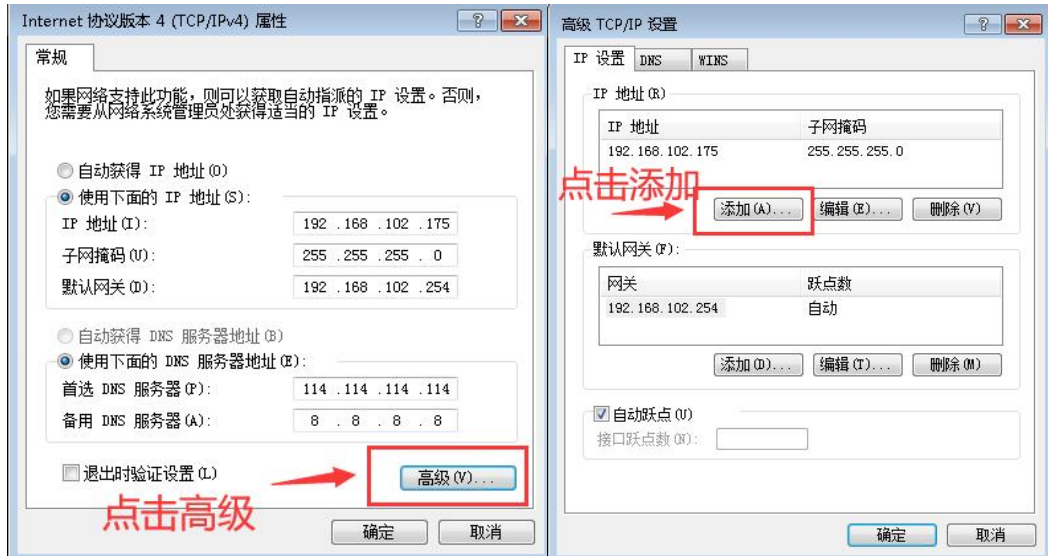 Internet 协议版本 4 (TCP/IPv4) 属性
常规
如果网络支持此功能，则可以获取自动指派的 IP 设置。否则，
您需要从网络系统管理员处获得适当的 IP 设置。
自动获得 IP 地址(O)
使用下面的 IP 地址(S):
IP 地址(I): 192 .168 .102 .175
子网掩码(U): 255 .255 .255 . 0
默认网关(D): 192 .168 .102 .254
自动获得 DNS 服务器地址(B)
使用下面的 DNS 服务器地址(E):
首选 DNS 服务器(P): 114 .114 .114 .114
备用 DNS 服务器(A): 8 . 8 . 8 . 8
退出时验证设置(L)
高级(V)...
点击高级
确定 取消
高级 TCP/IP 设置
IP 设置 DNS WINS
IP 地址(R)
IP 地址 子网掩码
192.168.102.175 255.255.255.0
点击添加
添加(A)... 编辑(E)... 删除(V)
默认网关(F):
网关 跃点数
192.168.102.254 自动
添加(D)... 编辑(T)... 删除(M)
自动跃点(U)
接口跃点数(N):
确定 取消